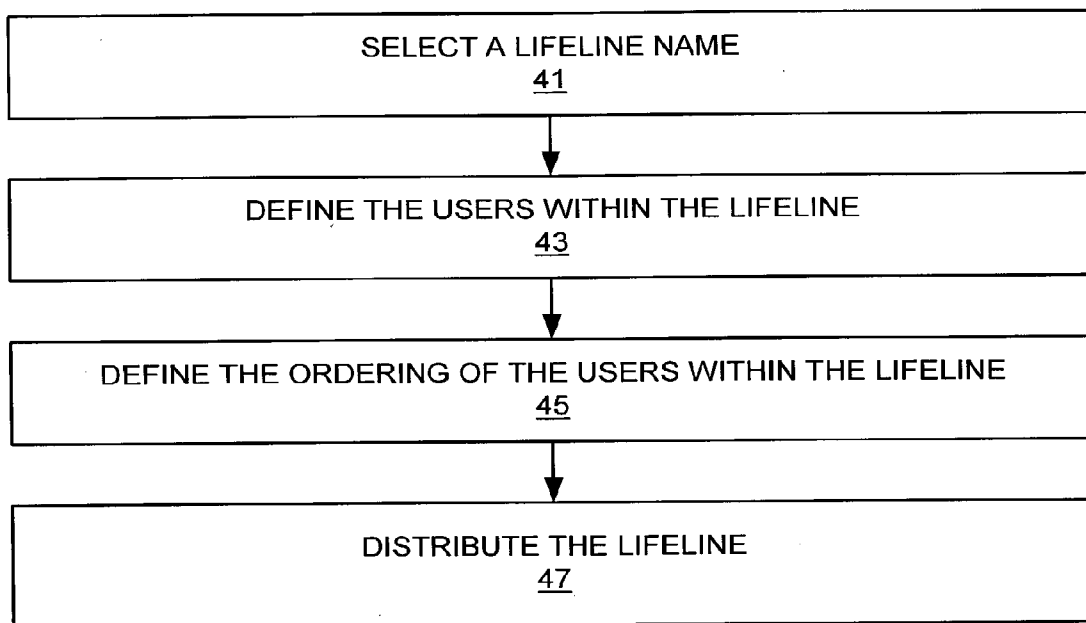 SELECT A LIFELINE NAME
41
DEFINE THE USERS WITHIN THE LIFELINE
43
DEFINE THE ORDERING OF THE USERS WITHIN THE LIFELINE
45
DISTRIBUTE THE LIFELINE
47